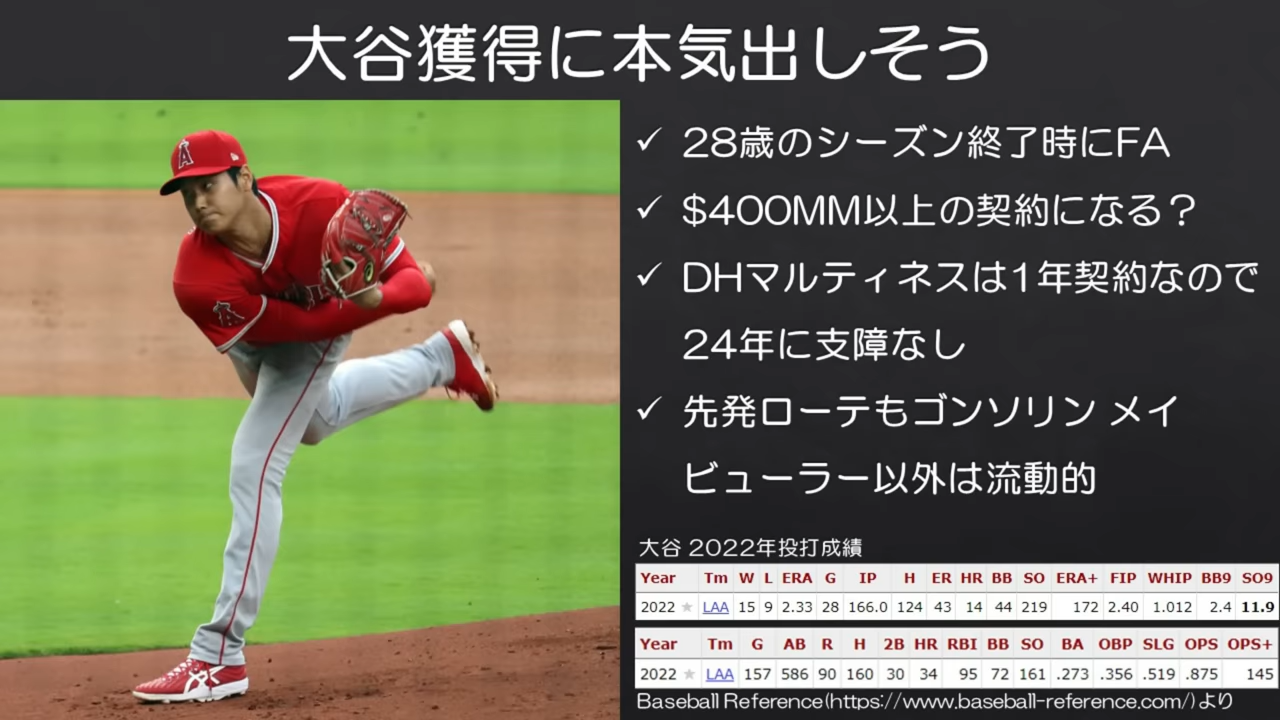 大谷獲得に本気出しそう
✓ 28歳のシーズン終了時にFA
✓ $400MM以上の契約になる？
✓ DHマルティネスは1年契約なので
24年に支障なし
✓ 先発ローテもゴンソリン メイ
ビューラー以外は流動的
大谷 2022年投打成績
Year Tm W L ERA G IP H ER HR BB SO ERA+ FIP WHIP BB9 SO9
2022 ★ LAA 15 9 2.33 28 166.0 124 43 14 44 219 172 2.40 1.012 2.4 11.9
Year Tm G AB R H 2B HR RBI BB SO BA OBP SLG OPS OPS+
2022 ★ LAA 157 586 90 160 30 34 95 72 161 .273 .356 .519 .875 145
Baseball Reference(https://www.baseball-reference.com/)より